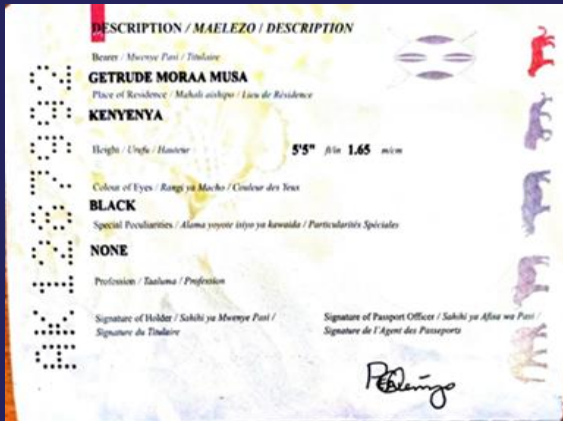 DESCRIPTION / MAELEZO / DESCRIPTION
Bearer / Mwenye Pasi / Titulaire
GETRUDE MORAA MUSA
Place of Residence / Mahali aishipo / Lieu de Résidence
KENYENYA
Height / Urefu / Hauteur 5'5" ft/in 1.65 m/cm
Colour of Eyes / Rangi ya Macho / Couleur des Yeux
BLACK
Special Peculiarities / Alama yoyote isiyo ya kawaida / Particularités Spéciales
NONE
Profession / Taaluma / Profession
Signature of Holder / Sahihi ya Mwenye Pasi / Signature of Passport Officer / Sahihi ya Afisa wa Pasi /
Signature du Titulaire Signature de l'Agent des Passeports
AK1287992